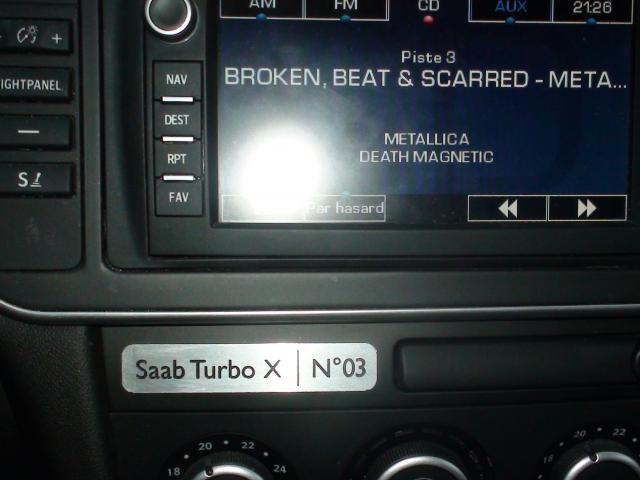 AM FM CD AUX 21:26
Piste 3
BROKEN, BEAT & SCARRED - META...
METALLICA
DEATH MAGNETIC
Par hasard
NAV
DEST
RPT
FAV
Saab Turbo X N°03
18 20 22 24
18 20 22